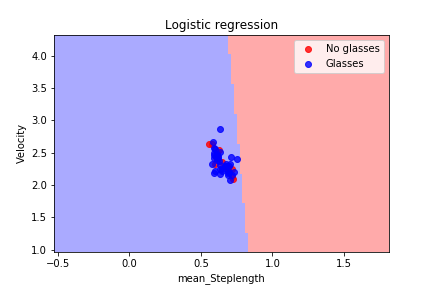 Logistic regression
No glasses
Glasses
4.0
3.5
3.0
2.5
2.0
1.5
1.0
Velocity
−0.5 0.0 0.5 1.0 1.5
mean_Steplength